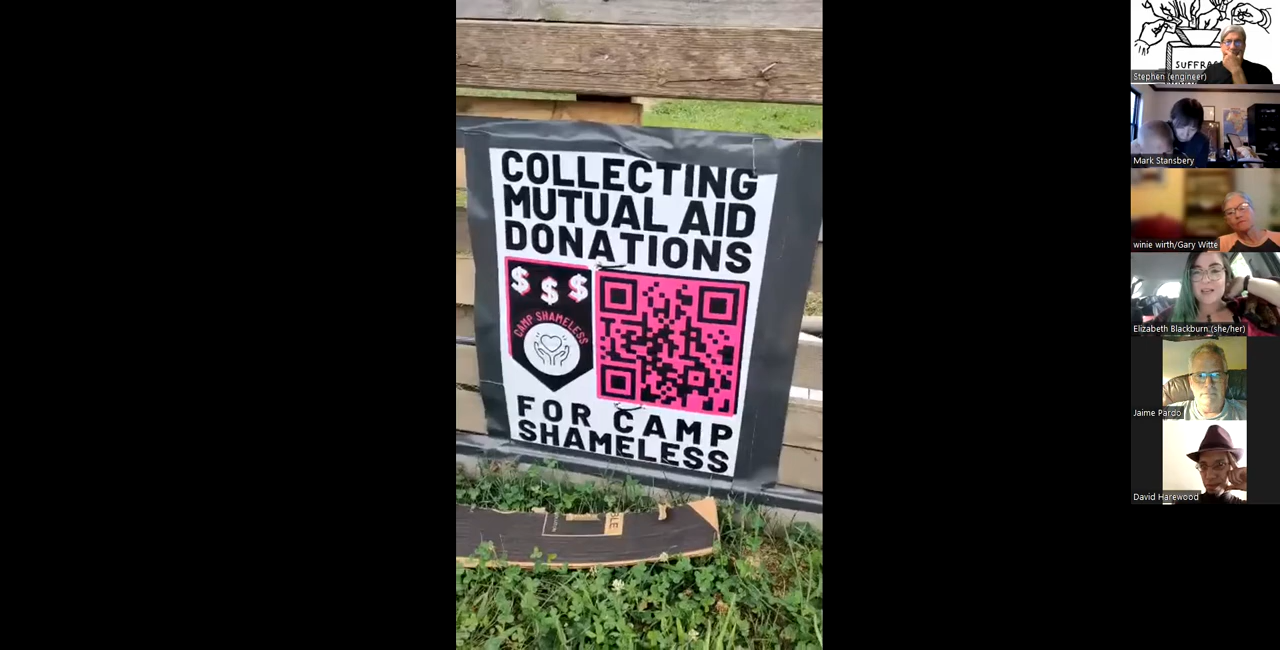 COLLECTING
MUTUAL AID
DONATIONS
$ $ $
CAMP SHAMELESS
FOR CAMP
SHAMELESS
SUFFRA
Stephen (engineer)
Mark Stansbery
winie wirth/Gary Witte
Elizabeth Blackburn (she/her)
Jaime Pardo
David Harewood